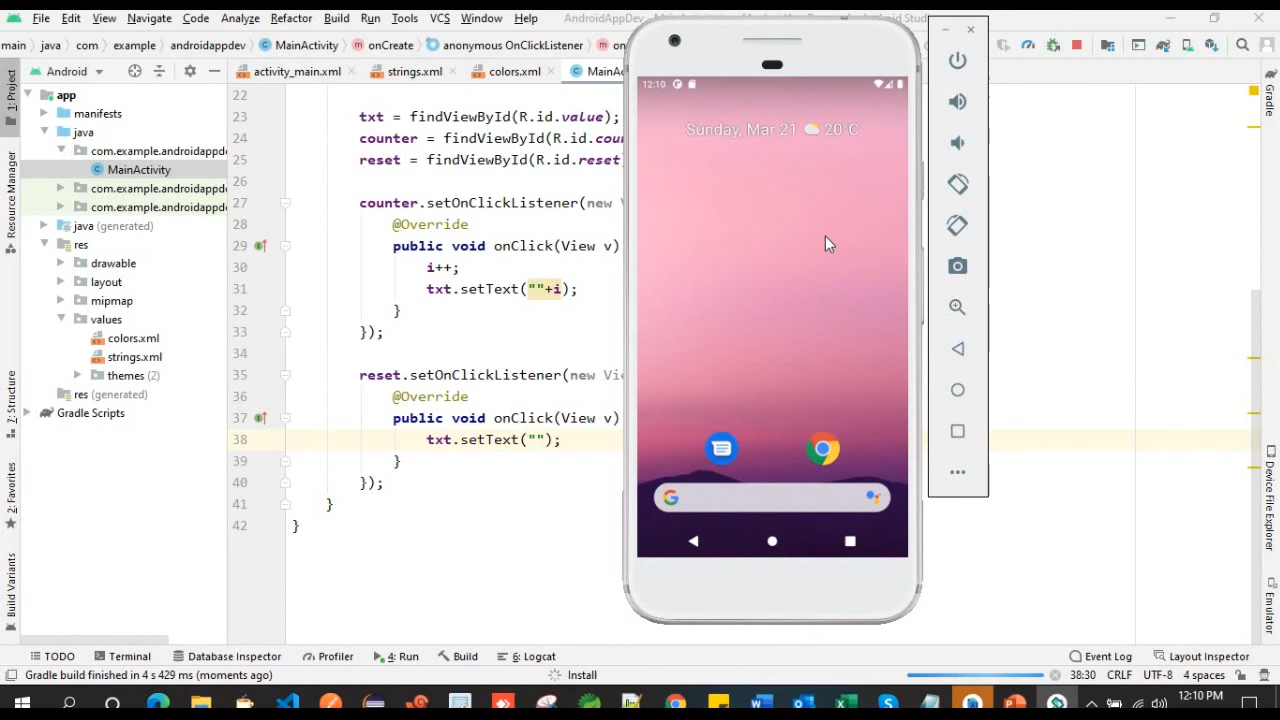 File Edit View Navigate Code Analyze Refactor Build Run Tools VCS Window Help AndroidAppDev
main java com example androidappdev MainActivity onCreate anonymous OnClickListener
Android activity_main.xml strings.xml colors.xml
1: Project
Resource Manager
Z: Structure
2: Favorites
Build Variants
app
manifests
java
com.example.androidappd
MainActivity
com.example.androidappd
com.example.androidappd
java (generated)
res
drawable
layout
mipmap
values
colors.xml
strings.xml
themes (2)
res (generated)
Gradle Scripts
22
23 txt = findViewById(R.id.value);
24 counter = findViewById(R.id.cou
25 reset = findViewById(R.id.reset
26
27 counter.setOnClickListener(new V
28 @Override
29 public void onClick(View v)
30 i++;
31 txt.setText(""+i);
32 }
33 });
34
35 reset.setOnClickListener(new Vie
36 @Override
37 public void onClick(View v)
38 txt.setText("");
39 }
40 });
41 }
42 }
12:10
Sunday, Mar 21 20°C
Gradle
Device File Explorer
Emulator
TODO Terminal Database Inspector Profiler 4: Run Build 6: Logcat Event Log Layout Inspector
Gradle build finished in 4 s 429 ms (moments ago) Install 38:30 CRLF UTF-8 4 spaces
12:10 PM